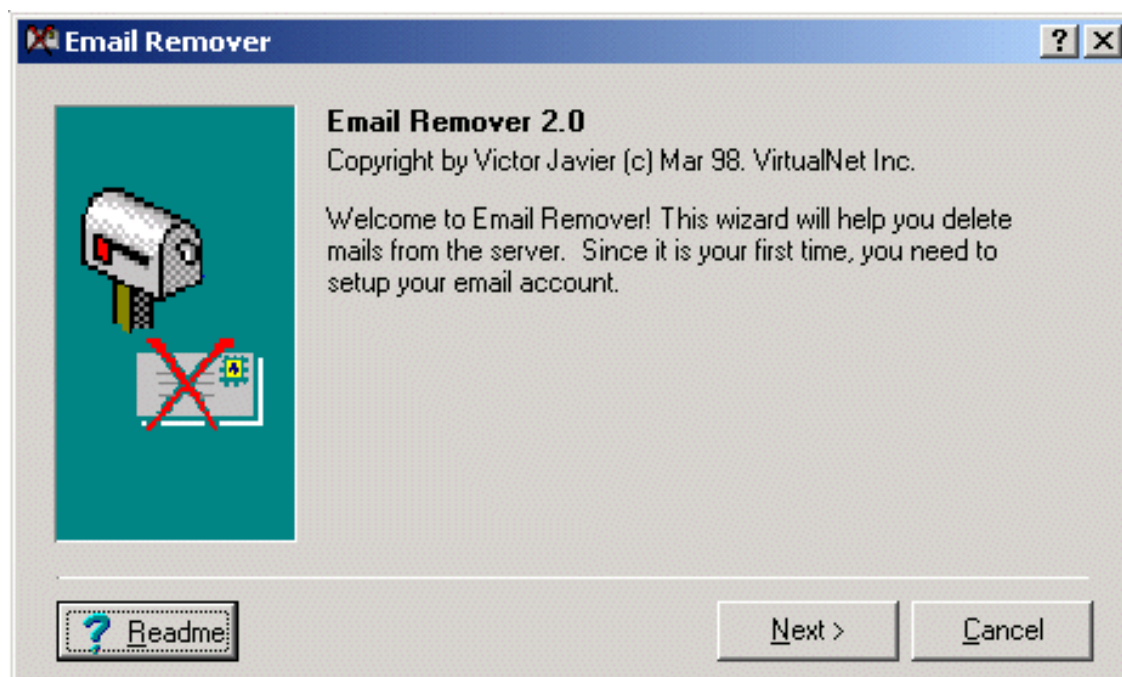 Email Remover
Email Remover 2.0
Copyright by Victor Javier (c) Mar 98. VirtualNet Inc.
Welcome to Email Remover! This wizard will help you delete
mails from the server.  Since it is your first time, you need to
setup your email account.
? Readme
Next >
Cancel